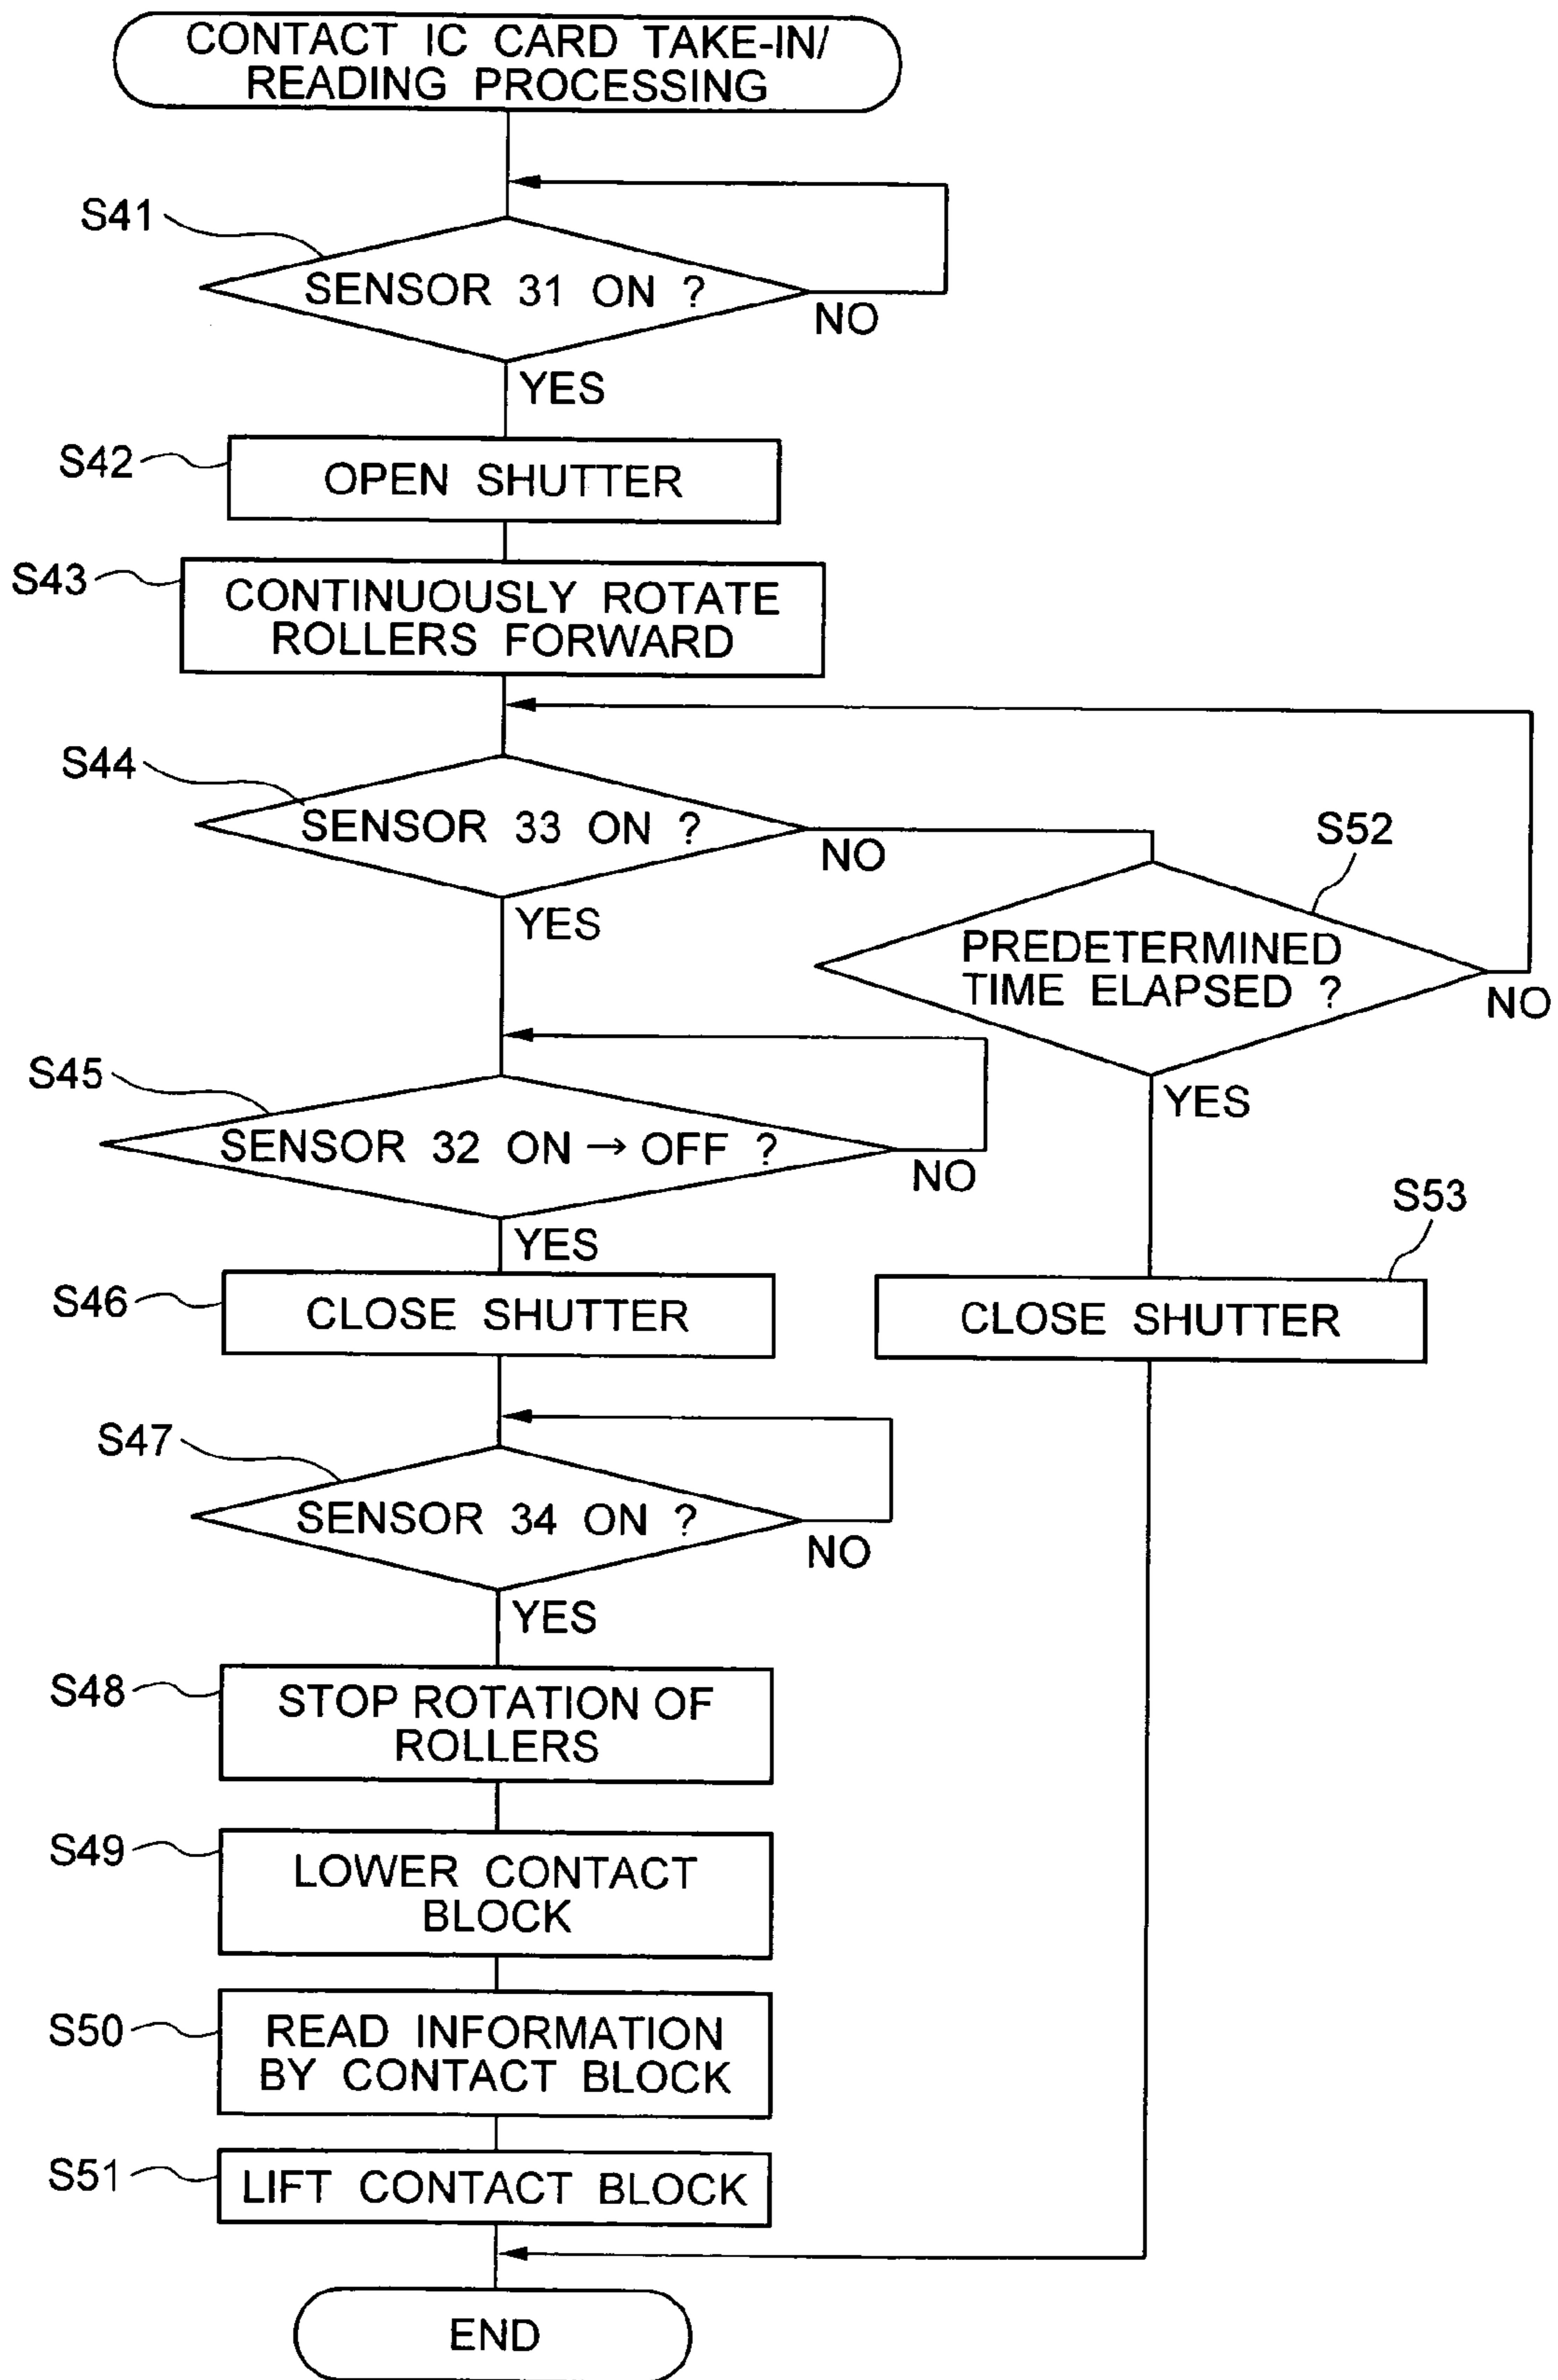 CONTACT IC CARD TAKE-IN/
READING PROCESSING
S41
SENSOR 31 ON ?
NO
YES
S42
OPEN SHUTTER
S43
CONTINUOUSLY ROTATE
ROLLERS FORWARD
S44
SENSOR 33 ON ?
NO
YES
S52
PREDETERMINED
TIME ELAPSED ?
NO
YES
S45
SENSOR 32 ON → OFF ?
NO
YES
S53
CLOSE SHUTTER
S46
CLOSE SHUTTER
S47
SENSOR 34 ON ?
NO
YES
S48
STOP ROTATION OF
ROLLERS
S49
LOWER CONTACT
BLOCK
S50
READ INFORMATION
BY CONTACT BLOCK
S51
LIFT CONTACT BLOCK
END